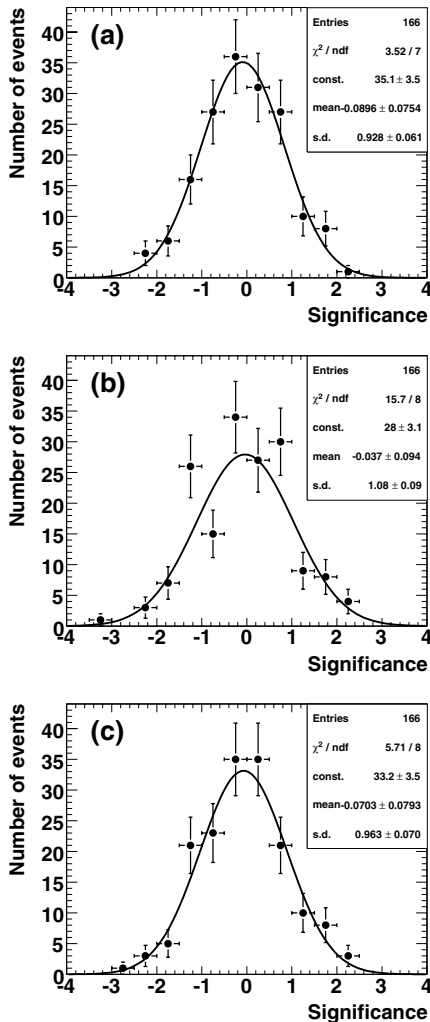 (a)
Entries 166
χ² / ndf 3.52 / 7
const. 35.1 ± 3.5
mean -0.0896 ± 0.0754
s.d. 0.928 ± 0.061
Number of events
40
35
30
25
20
15
10
5
0
-4 -3 -2 -1 0 1 2 3 4
Significance
(b)
Entries 166
χ² / ndf 15.7 / 8
const. 28 ± 3.1
mean -0.037 ± 0.094
s.d. 1.08 ± 0.09
Number of events
40
35
30
25
20
15
10
5
0
-4 -3 -2 -1 0 1 2 3 4
Significance
(c)
Entries 166
χ² / ndf 5.71 / 8
const. 33.2 ± 3.5
mean -0.0703 ± 0.0793
s.d. 0.963 ± 0.070
Number of events
40
35
30
25
20
15
10
5
0
-4 -3 -2 -1 0 1 2 3 4
Significance